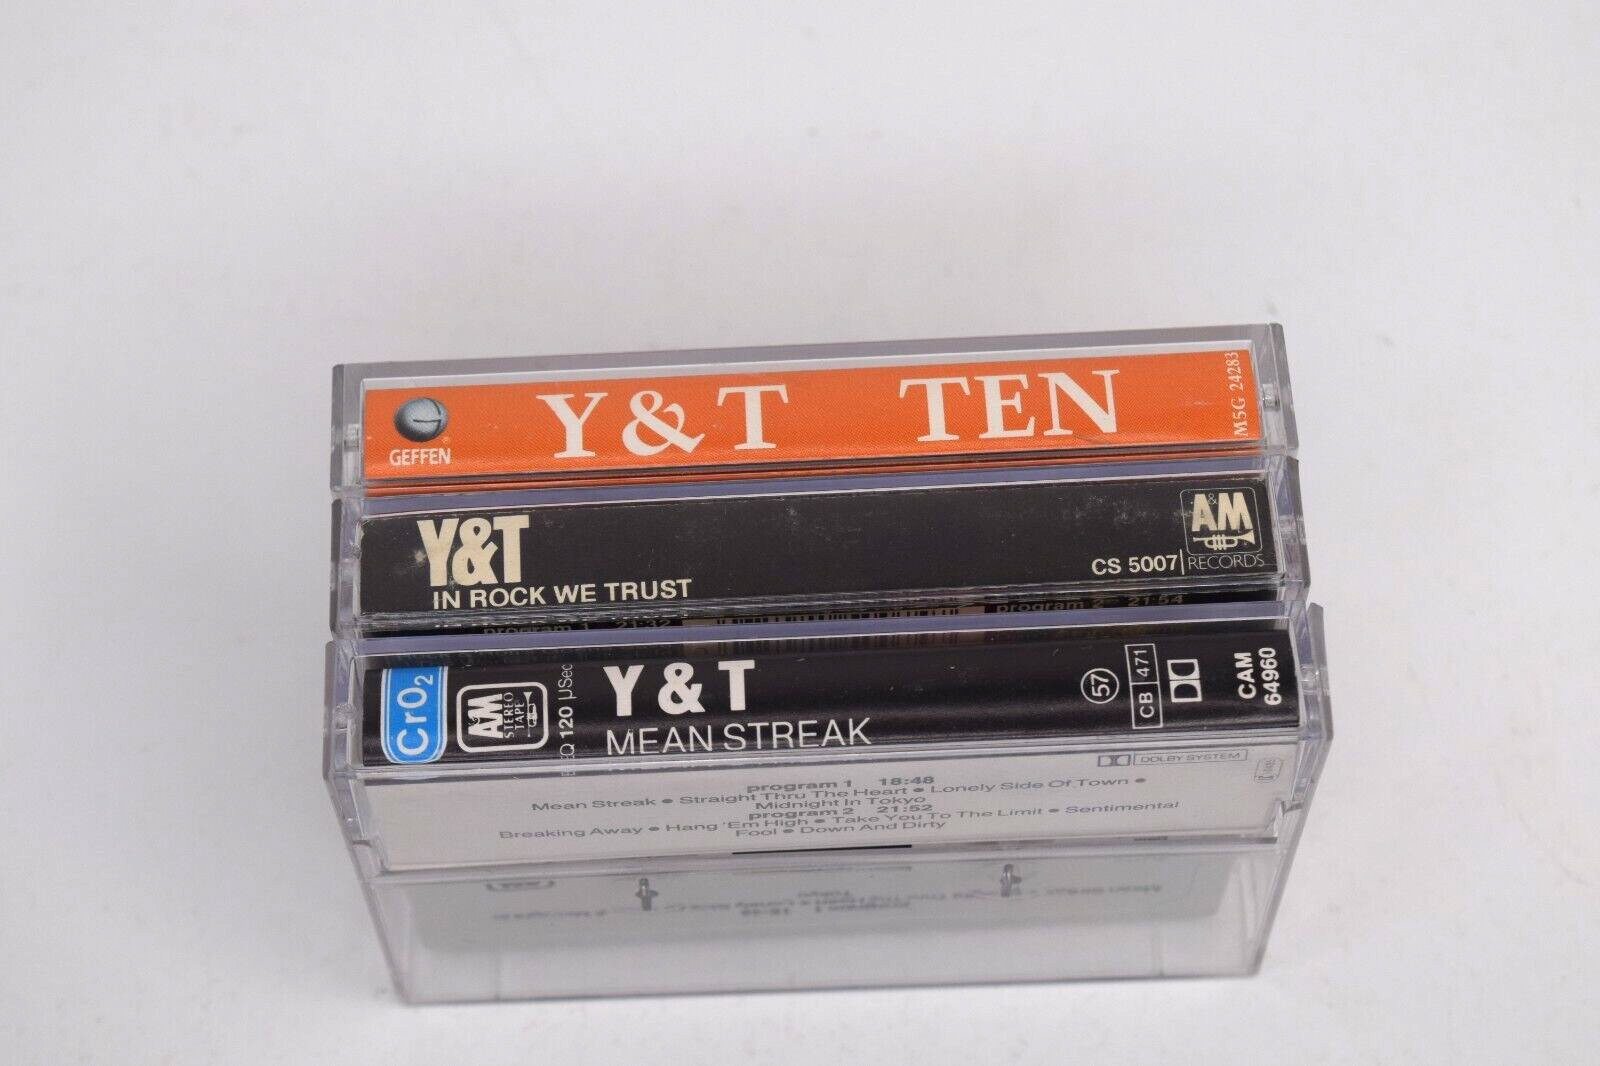 GEFFEN
Y & T TEN
M5G 24283
Y&T
IN ROCK WE TRUST
CS 5007
A&M
RECORDS
program 1 21:32
program 2 21:54
CrO2
A&M
STEREO
TAPE
EQ 120 µSec
Y & T
MEAN STREAK
57
CB 471
CAM
64960
DOLBY SYSTEM
program 1 18:48
Mean Streak • Straight Thru The Heart • Lonely Side Of Town •
Midnight In Tokyo
program 2 21:52
Breaking Away • Hang 'Em High • Take You To The Limit • Sentimental
Fool • Down And Dirty